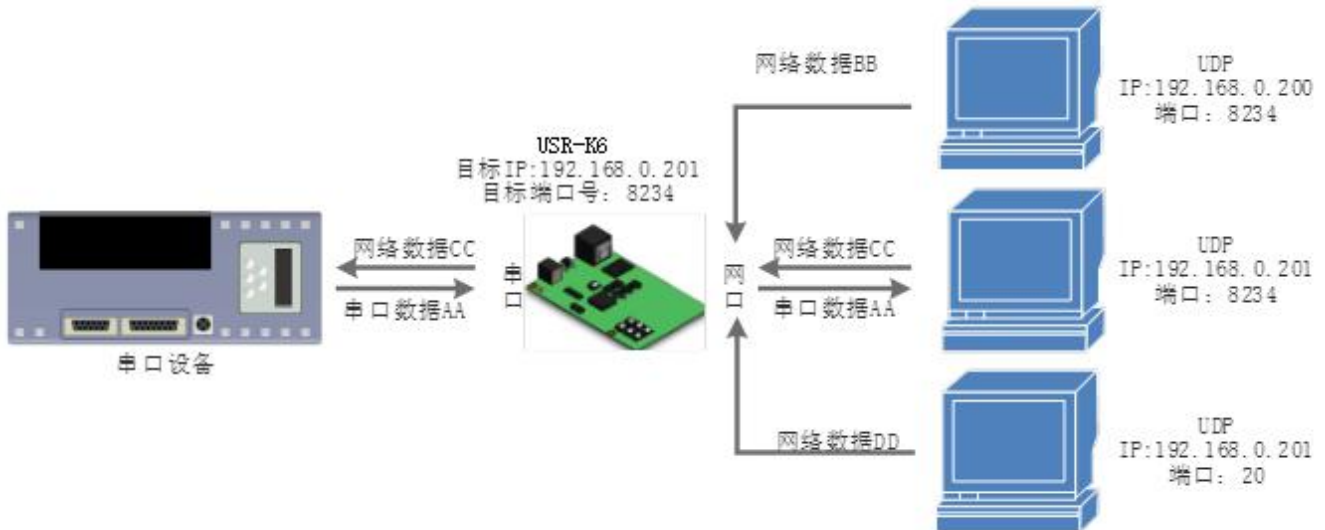 网络数据BB
UDP
IP:192.168.0.200
端口：8234
USR-K6
目标IP:192.168.0.201
目标端口号：8234
网络数据CC
串口数据AA
串口
网口
网络数据CC
串口数据AA
UDP
IP:192.168.0.201
端口：8234
串口设备
网络数据DD
UDP
IP:192.168.0.201
端口：20